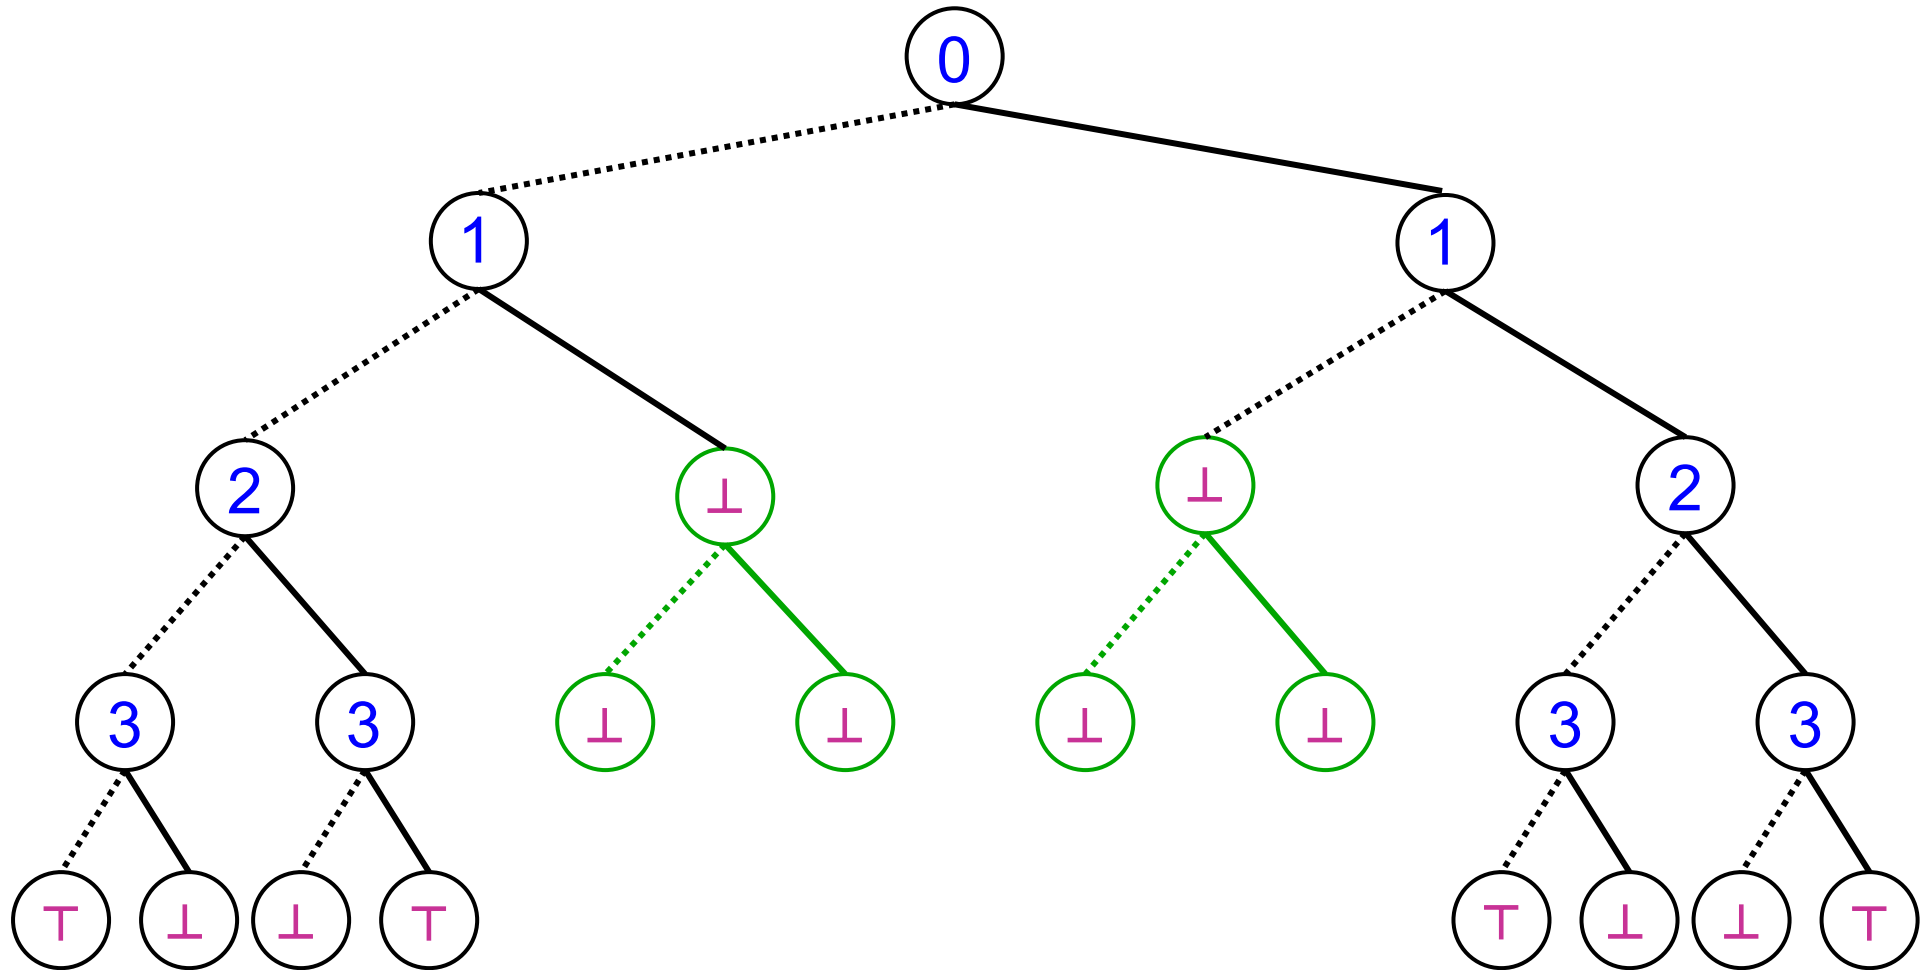 0
1 1
2 ⊥ ⊥ 2
3 3 ⊥ ⊥ ⊥ ⊥ 3 3
⊤ ⊥ ⊥ ⊤ ⊤ ⊥ ⊥ ⊤